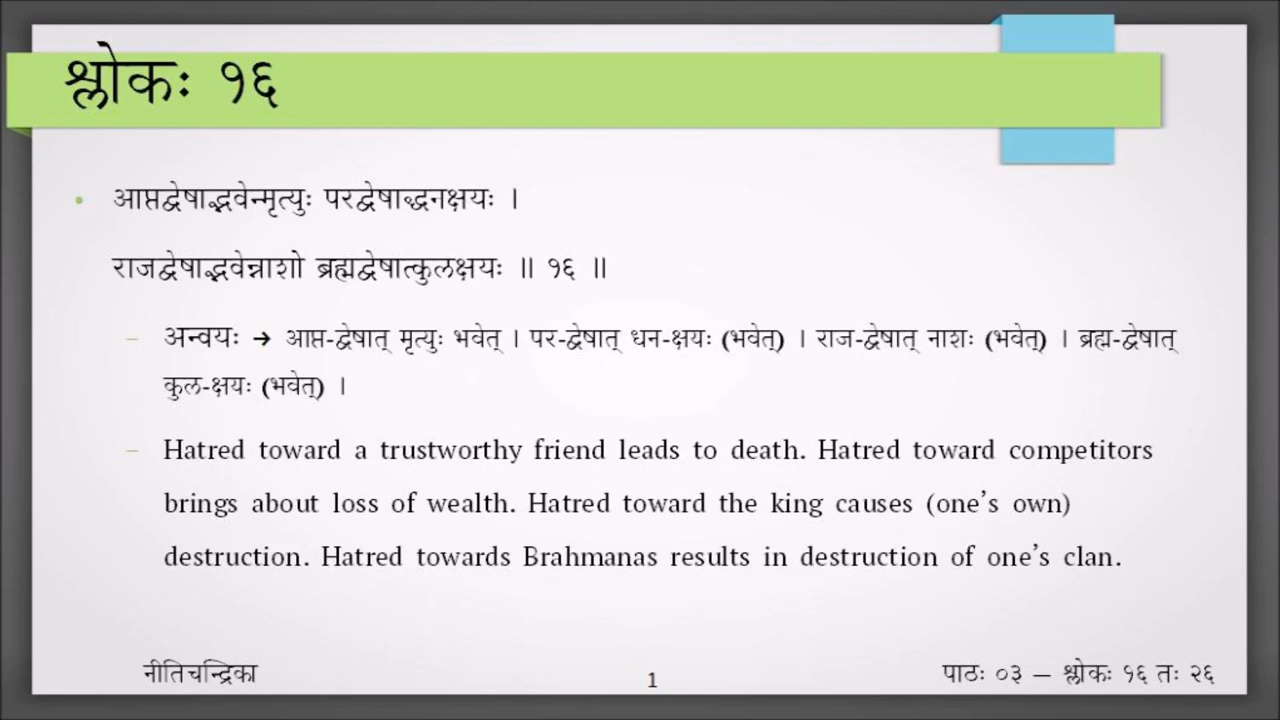 श्लोकः १६
आप्तद्वेषाद्भवेन्मृत्युः परद्वेषाद्धनक्षयः ।
राजद्वेषाद्भवेन्नाशो ब्रह्मद्वेषात्कुलक्षयः ॥ १६ ॥
अन्वयः → आप्त-द्वेषात् मृत्युः भवेत् । पर-द्वेषात् धन-क्षयः (भवेत्) । राज-द्वेषात् नाशः (भवेत्) । ब्रह्म-द्वेषात्
कुल-क्षयः (भवेत्) ।
Hatred toward a trustworthy friend leads to death. Hatred toward competitors
brings about loss of wealth. Hatred toward the king causes (one's own)
destruction. Hatred towards Brahmanas results in destruction of one's clan.
नीतिचन्द्रिका
1
पाठः ०३ – श्लोकः १६ तः २६